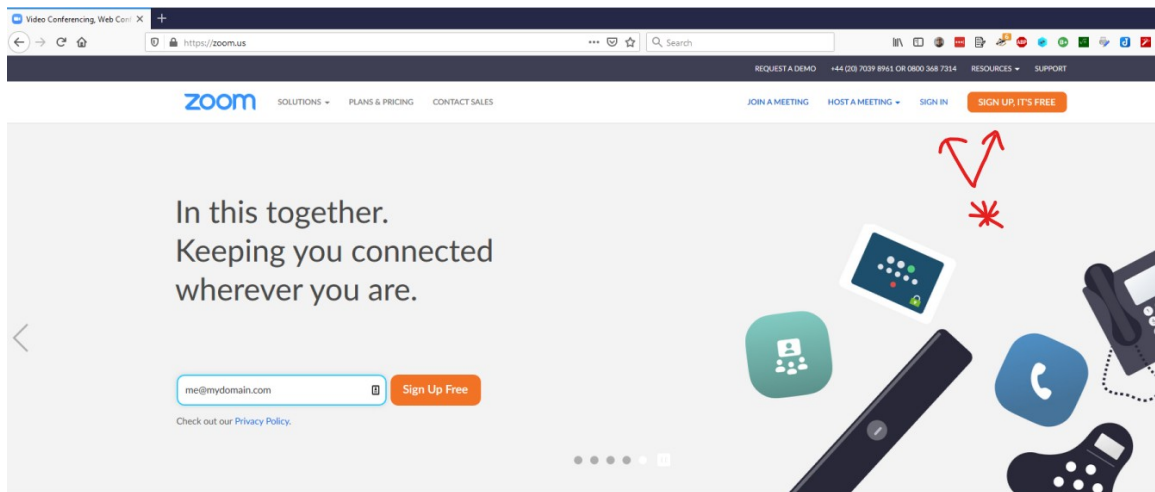 Video Conferencing, Web Conf
https://zoom.us
Search
REQUEST A DEMO +44 (20) 7039 8961 OR 0800 368 7314 RESOURCES SUPPORT
zoom SOLUTIONS PLANS & PRICING CONTACT SALES JOIN A MEETING HOST A MEETING SIGN IN SIGN UP, IT'S FREE
In this together.
Keeping you connected
wherever you are.
me@mydomain.com Sign Up Free
Check out our Privacy Policy.